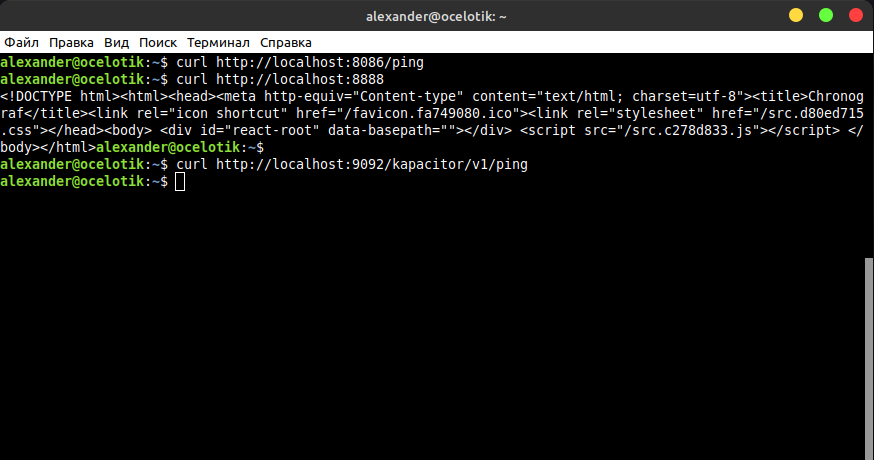 alexander@ocelotik: ~
Файл Правка Вид Поиск Терминал Справка
alexander@ocelotik:~$ curl http://localhost:8086/ping
alexander@ocelotik:~$ curl http://localhost:8888
<!DOCTYPE html><html><head><meta http-equiv="Content-type" content="text/html; charset=utf-8"><title>Chronog
raf</title><link rel="icon shortcut" href="/favicon.fa749080.ico"><link rel="stylesheet" href="/src.d80ed715
.css"></head><body> <div id="react-root" data-basepath=""></div> <script src="/src.c278d833.js"></script> </
body></html>alexander@ocelotik:~$
alexander@ocelotik:~$ curl http://localhost:9092/kapacitor/v1/ping
alexander@ocelotik:~$